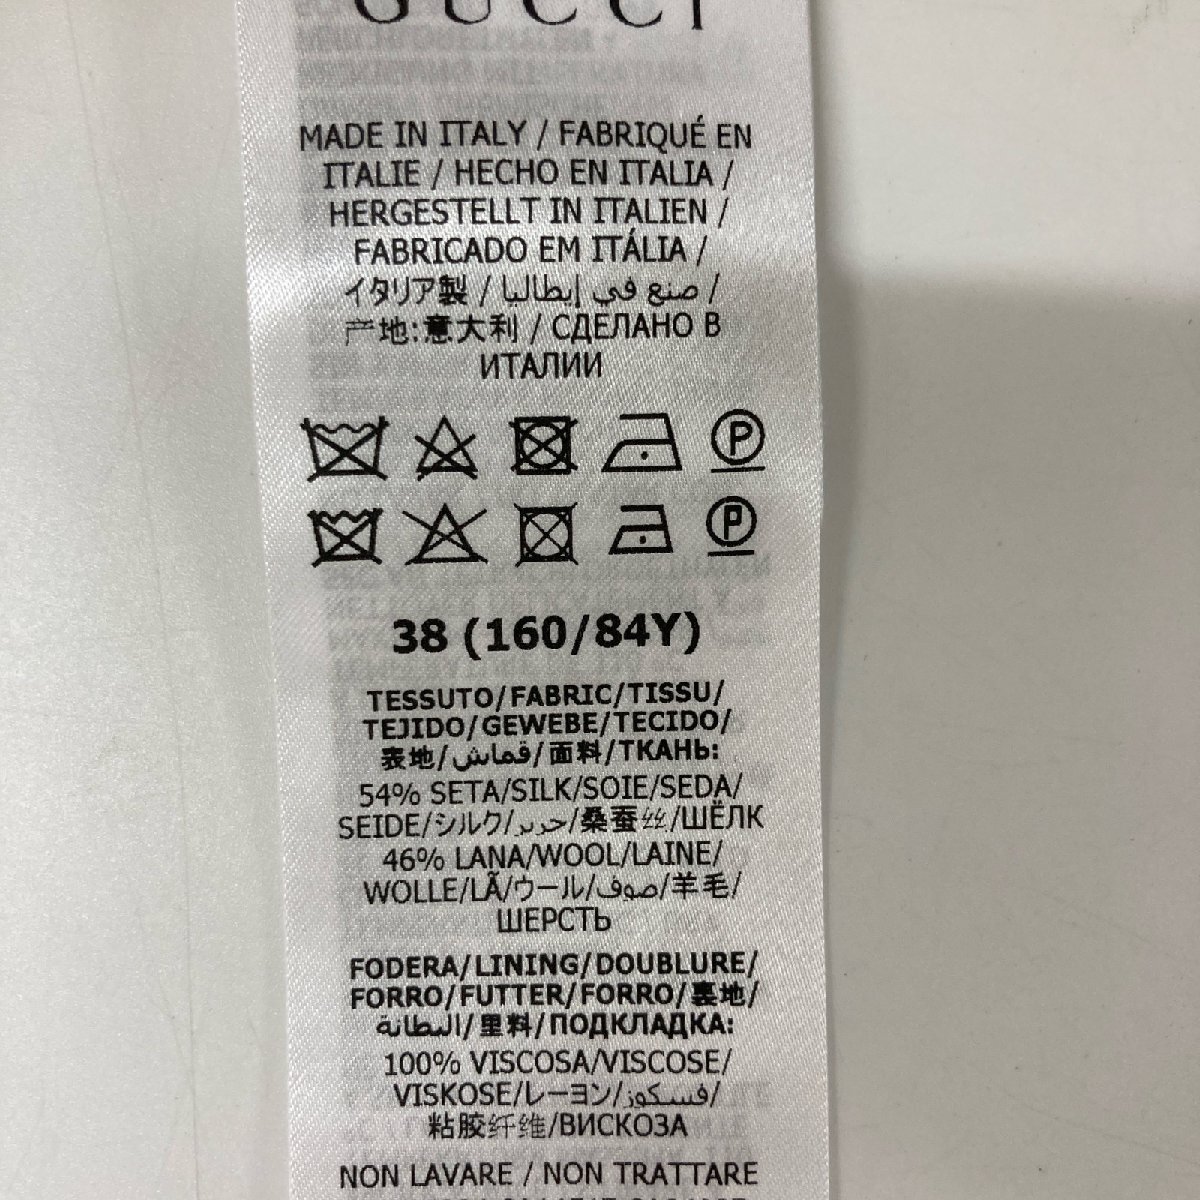 GUCCI
MADE IN ITALY / FABRIQUÉ EN
ITALIE / HECHO EN ITALIA /
HERGESTELLT IN ITALIEN /
FABRICADO EM ITÁLIA /
イタリア製 / صنع في إيطاليا /
产地:意大利 / СДЕЛАНО В
ИТАЛИИ
P
P
38 (160/84Y)
TESSUTO/FABRIC/TISSU/
TEJIDO/GEWEBE/TECIDO/
表地/قماش/面料/ТКАНЬ:
54% SETA/SILK/SOIE/SEDA/
SEIDE/シルク/حرير/桑蚕丝/ШЁЛК
46% LANA/WOOL/LAINE/
WOLLE/LÃ/ウール/صوف/羊毛/
ШЕРСТЬ
FODERA/LINING/DOUBLURE/
FORRO/FUTTER/FORRO/裏地/
البطانة/里料/ПОДКЛАДКА:
100% VISCOSA/VISCOSE/
VISKOSE/レーヨン/فسكوز/
粘胶纤维/ВИСКОЗА
NON LAVARE / NON TRATTARE